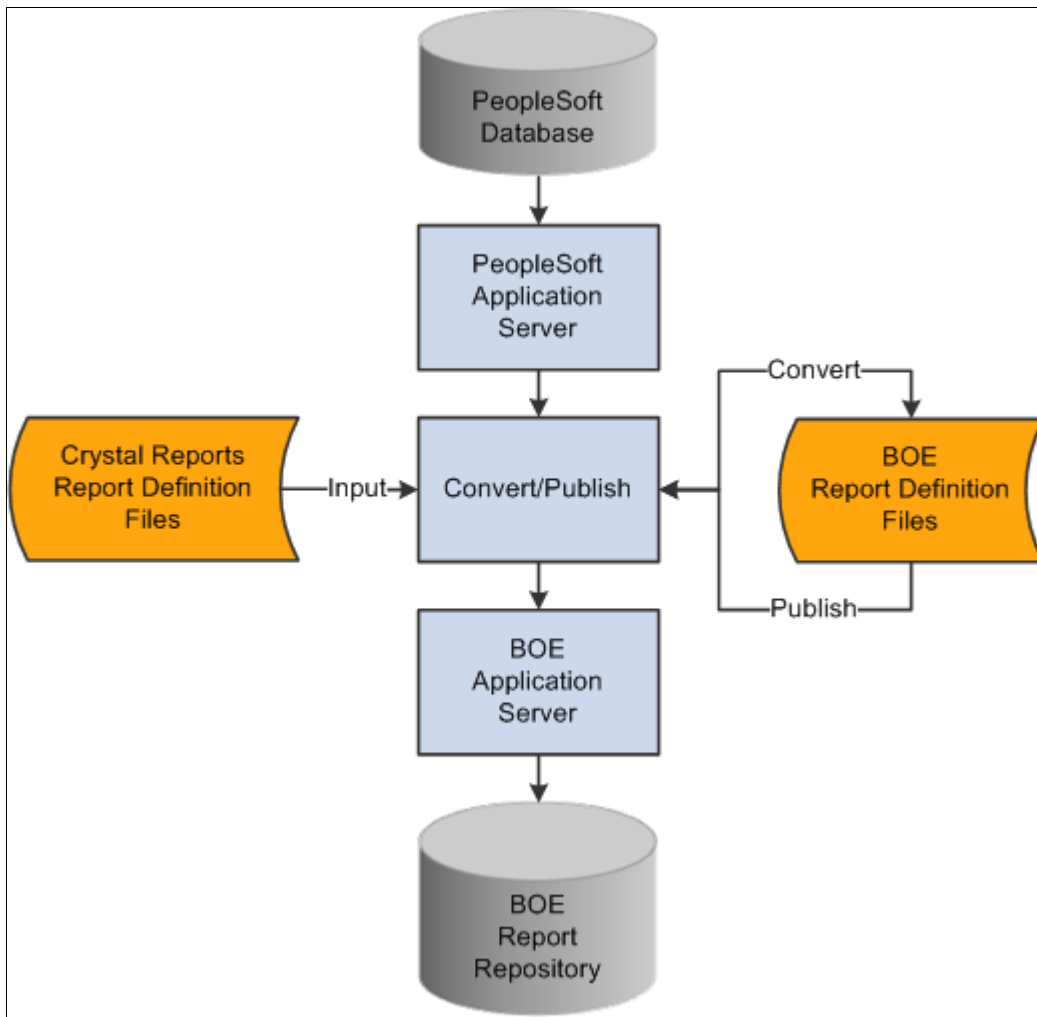 PeopleSoft
Database
PeopleSoft
Application
Server
Convert
Crystal Reports
Report Definition
Files
Input
Convert/Publish
BOE
Report Definition
Files
Publish
BOE
Application
Server
BOE
Report
Repository